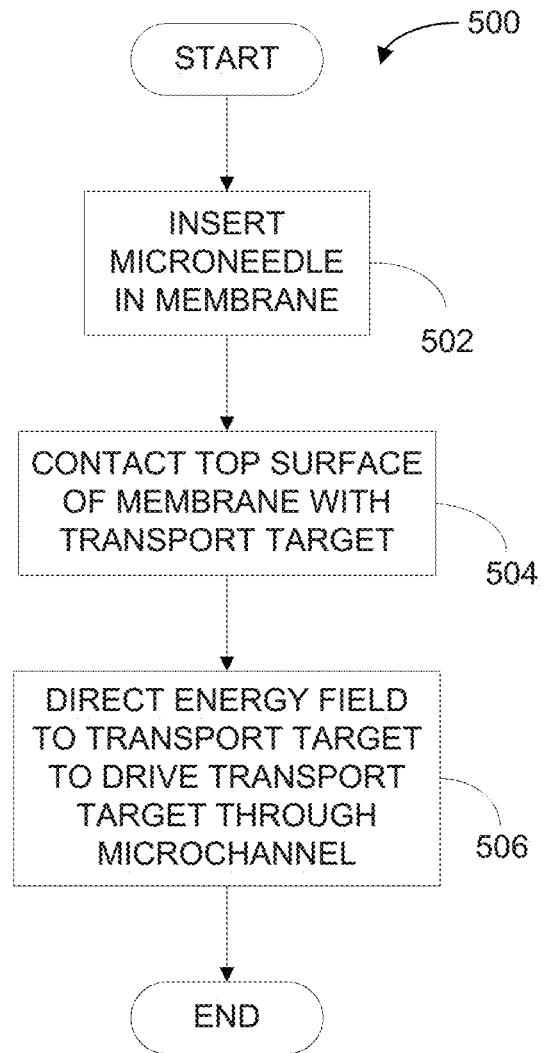 500
START
INSERT
MICRONEEDLE
IN MEMBRANE
502
CONTACT TOP SURFACE
OF MEMBRANE WITH
TRANSPORT TARGET
504
DIRECT ENERGY FIELD
TO TRANSPORT TARGET
TO DRIVE TRANSPORT
TARGET THROUGH
MICROCHANNEL
506
END